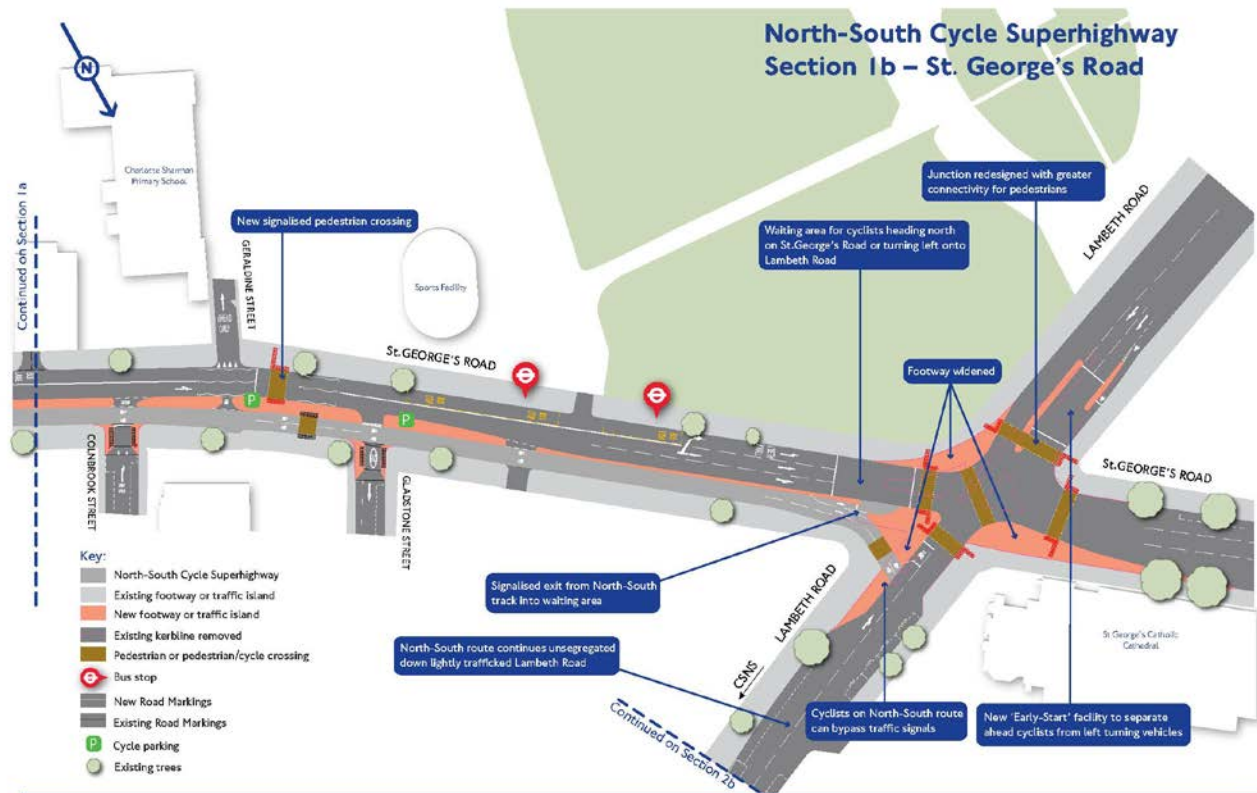 North-South Cycle Superhighway
Section 1b – St. George's Road
N
Charlotte Sharman
Primary School
Continued oh Section 1a
New signalised pedestrian crossing
GERALDINE STREET
Sports Facility
St.GEORGE'S ROAD
Junction redesigned with greater
connectivity for pedestrians
Waiting area for cyclists heading north
on St.George's Road or turning left onto
Lambeth Road
LAMBETH ROAD
Footway widened
St.GEORGE'S ROAD
P
P
COLNBROOK STREET
GLADSTONE STREET
Key:
North-South Cycle Superhighway
Existing footway or traffic island
New footway or traffic island
Existing kerbline removed
Pedestrian or pedestrian/cycle crossing
Bus stop
New Road Markings
Existing Road Markings
P
Cycle parking
Existing trees
Signalised exit from North-South
track into waiting area
North-South route continues unsegregated
down lightly trafficked Lambeth Road
LAMBETH ROAD
CSNS
Continued on Section 2b
Cyclists on North-South route
can bypass traffic signals
New 'Early-Start' facility to separate
ahead cyclists from left turning vehicles
St George's Catholic
Cathedral